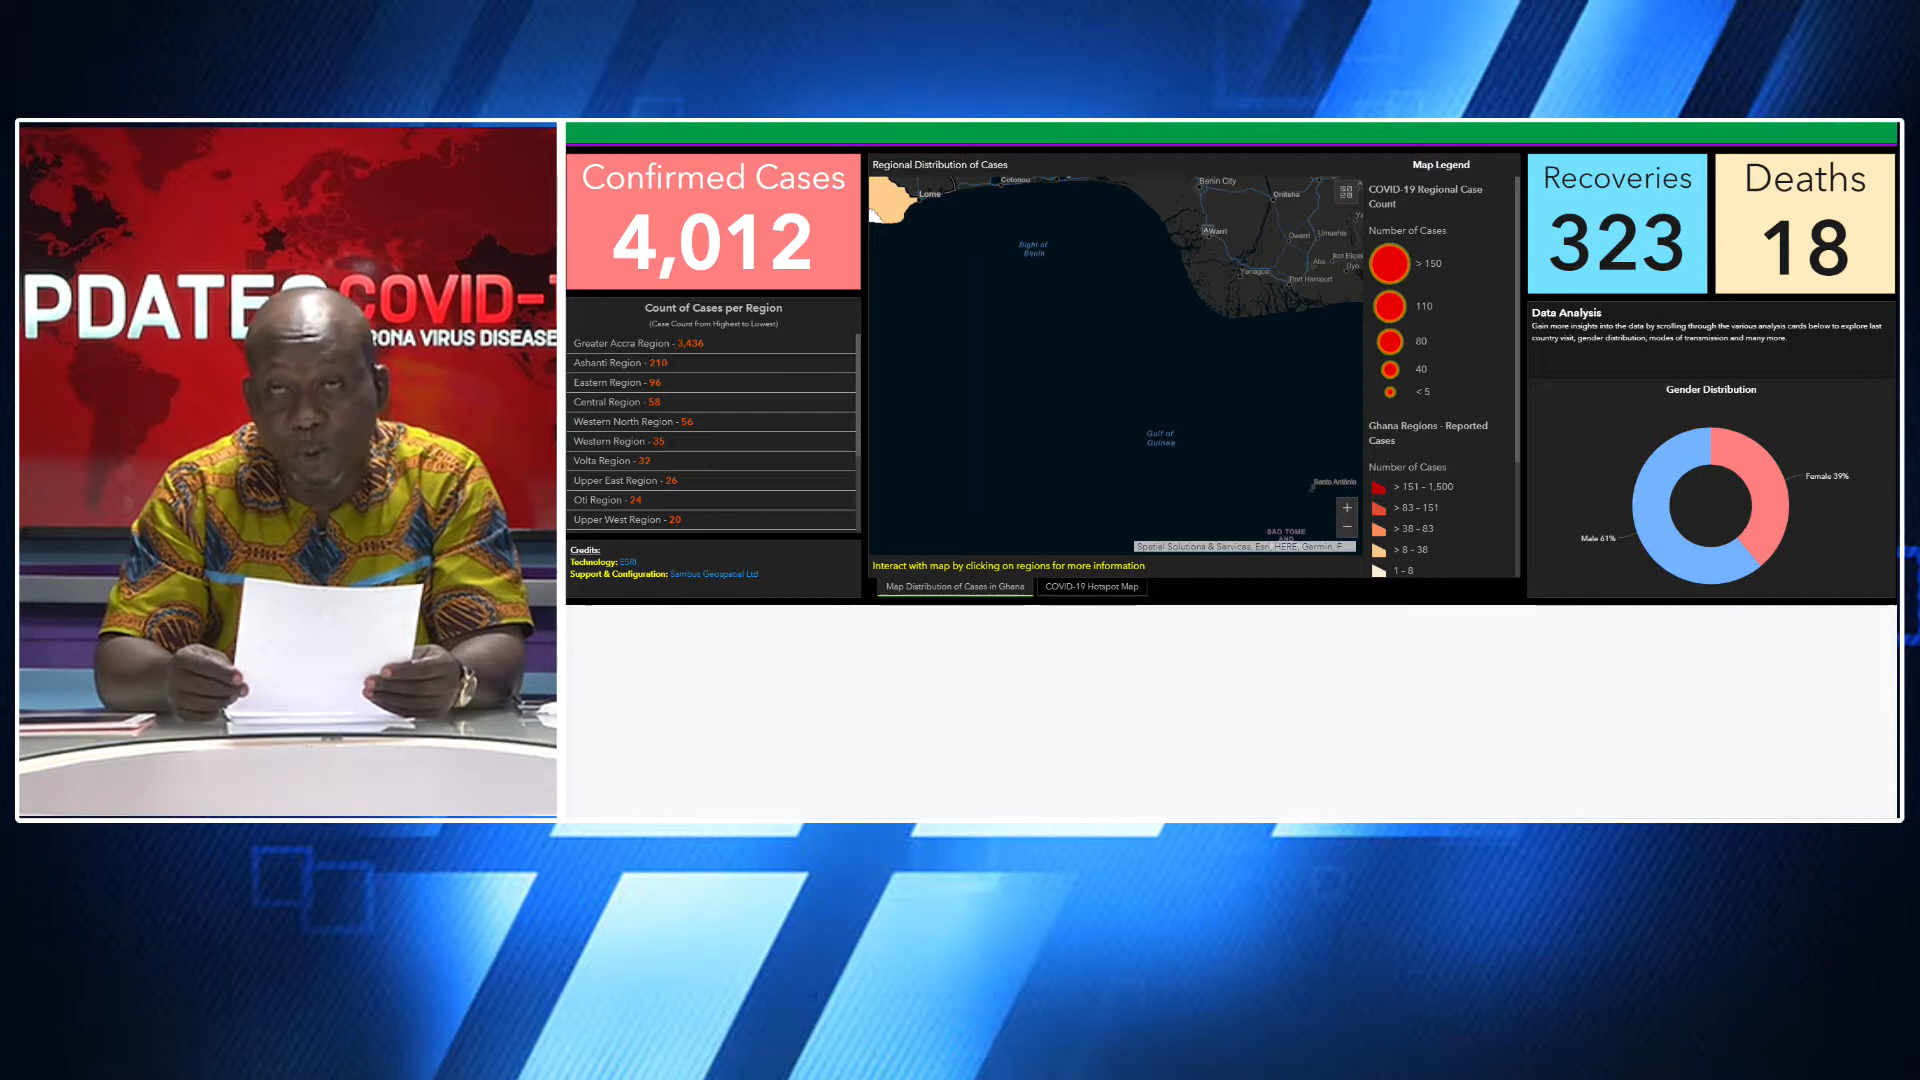 PDATES COVID-1
RONA VIRUS DISEASE
Confirmed Cases
4,012
Count of Cases per Region
(Case Count from Highest to Lowest)
Greater Accra Region - 3,436
Ashanti Region - 210
Eastern Region - 96
Central Region - 58
Western North Region - 56
Western Region - 35
Volta Region - 32
Upper East Region - 26
Oti Region - 24
Upper West Region - 20
Credits:
Technology: ESRI
Support & Configuration: Sambus Geospatial Ltd
Regional Distribution of Cases
Lome
Cotonou
Benin City
Onitsha
Warri
Owerri
Umuahia
Aba
Ikot Ekpe
Uyo
Yenagoa
Port Harcourt
Bight of
Benin
Gulf of
Guinea
Santo António
SAO TOME
AND
+
−
Spatial Solutions & Services, Esri, HERE, Garmin, F...
Interact with map by clicking on regions for more information
Map Distribution of Cases in Ghana
COVID-19 Hotspot Map
Map Legend
COVID-19 Regional Case
Count
Number of Cases
> 150
110
80
40
< 5
Ghana Regions - Reported
Cases
Number of Cases
> 151 - 1,500
> 83 - 151
> 38 - 83
> 8 - 38
1 - 8
Recoveries
323
Deaths
18
Data Analysis
Gain more insights into the data by scrolling through the various analysis cards below to explore last
country visit, gender distribution, modes of transmission and many more.
Gender Distribution
Female 39%
Male 61%